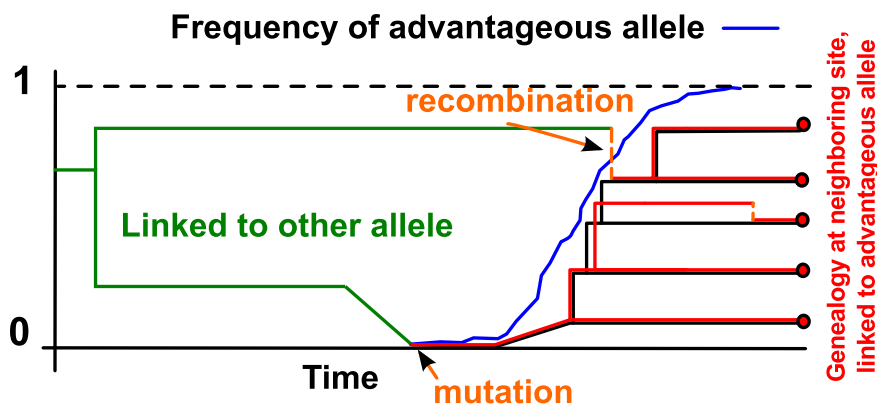 Frequency of advantageous allele
1
recombination
Linked to other allele
0
Time
mutation
Genealogy at neighboring site,
linked to advantageous allele